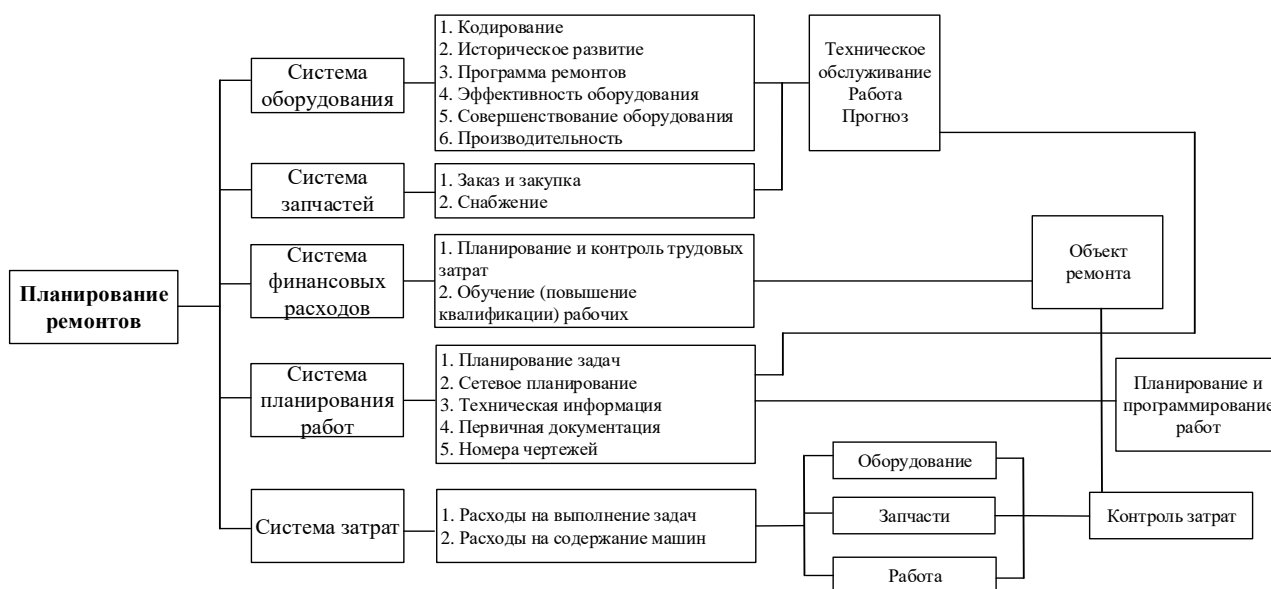 Планирование
ремонтов
Система
оборудования
1. Кодирование
2. Историческое развитие
3. Программа ремонтов
4. Эффективность оборудования
5. Совершенствование оборудования
6. Производительность
Техническое
обслуживание
Работа
Прогноз
Система
запчастей
1. Заказ и закупка
2. Снабжение
Система
финансовых
расходов
1. Планирование и контроль трудовых
затрат
2. Обучение (повышение
квалификации) рабочих
Объект
ремонта
Система
планирования
работ
1. Планирование задач
2. Сетевое планирование
3. Техническая информация
4. Первичная документация
5. Номера чертежей
Планирование и
программирование
работ
Система затрат
1. Расходы на выполнение задач
2. Расходы на содержание машин
Оборудование
Запчасти
Работа
Контроль затрат